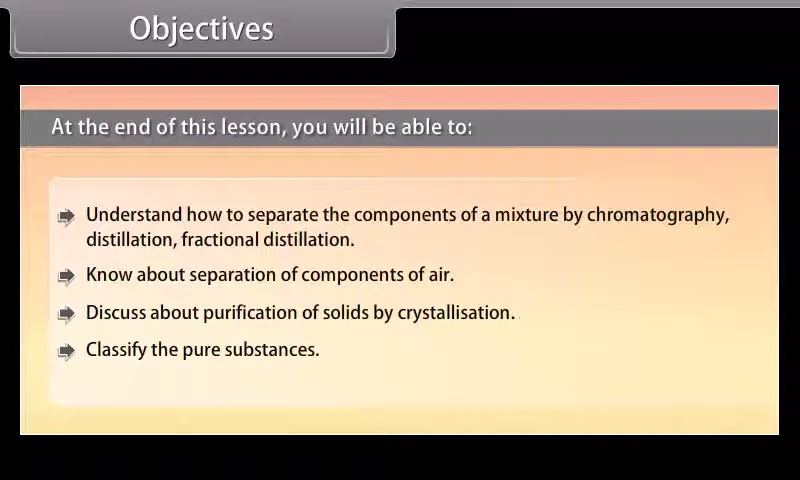 Objectives
At the end of this lesson, you will be able to:
Understand how to separate the components of a mixture by chromatography,
distillation, fractional distillation.
Know about separation of components of air.
Discuss about purification of solids by crystallisation.
Classify the pure substances.